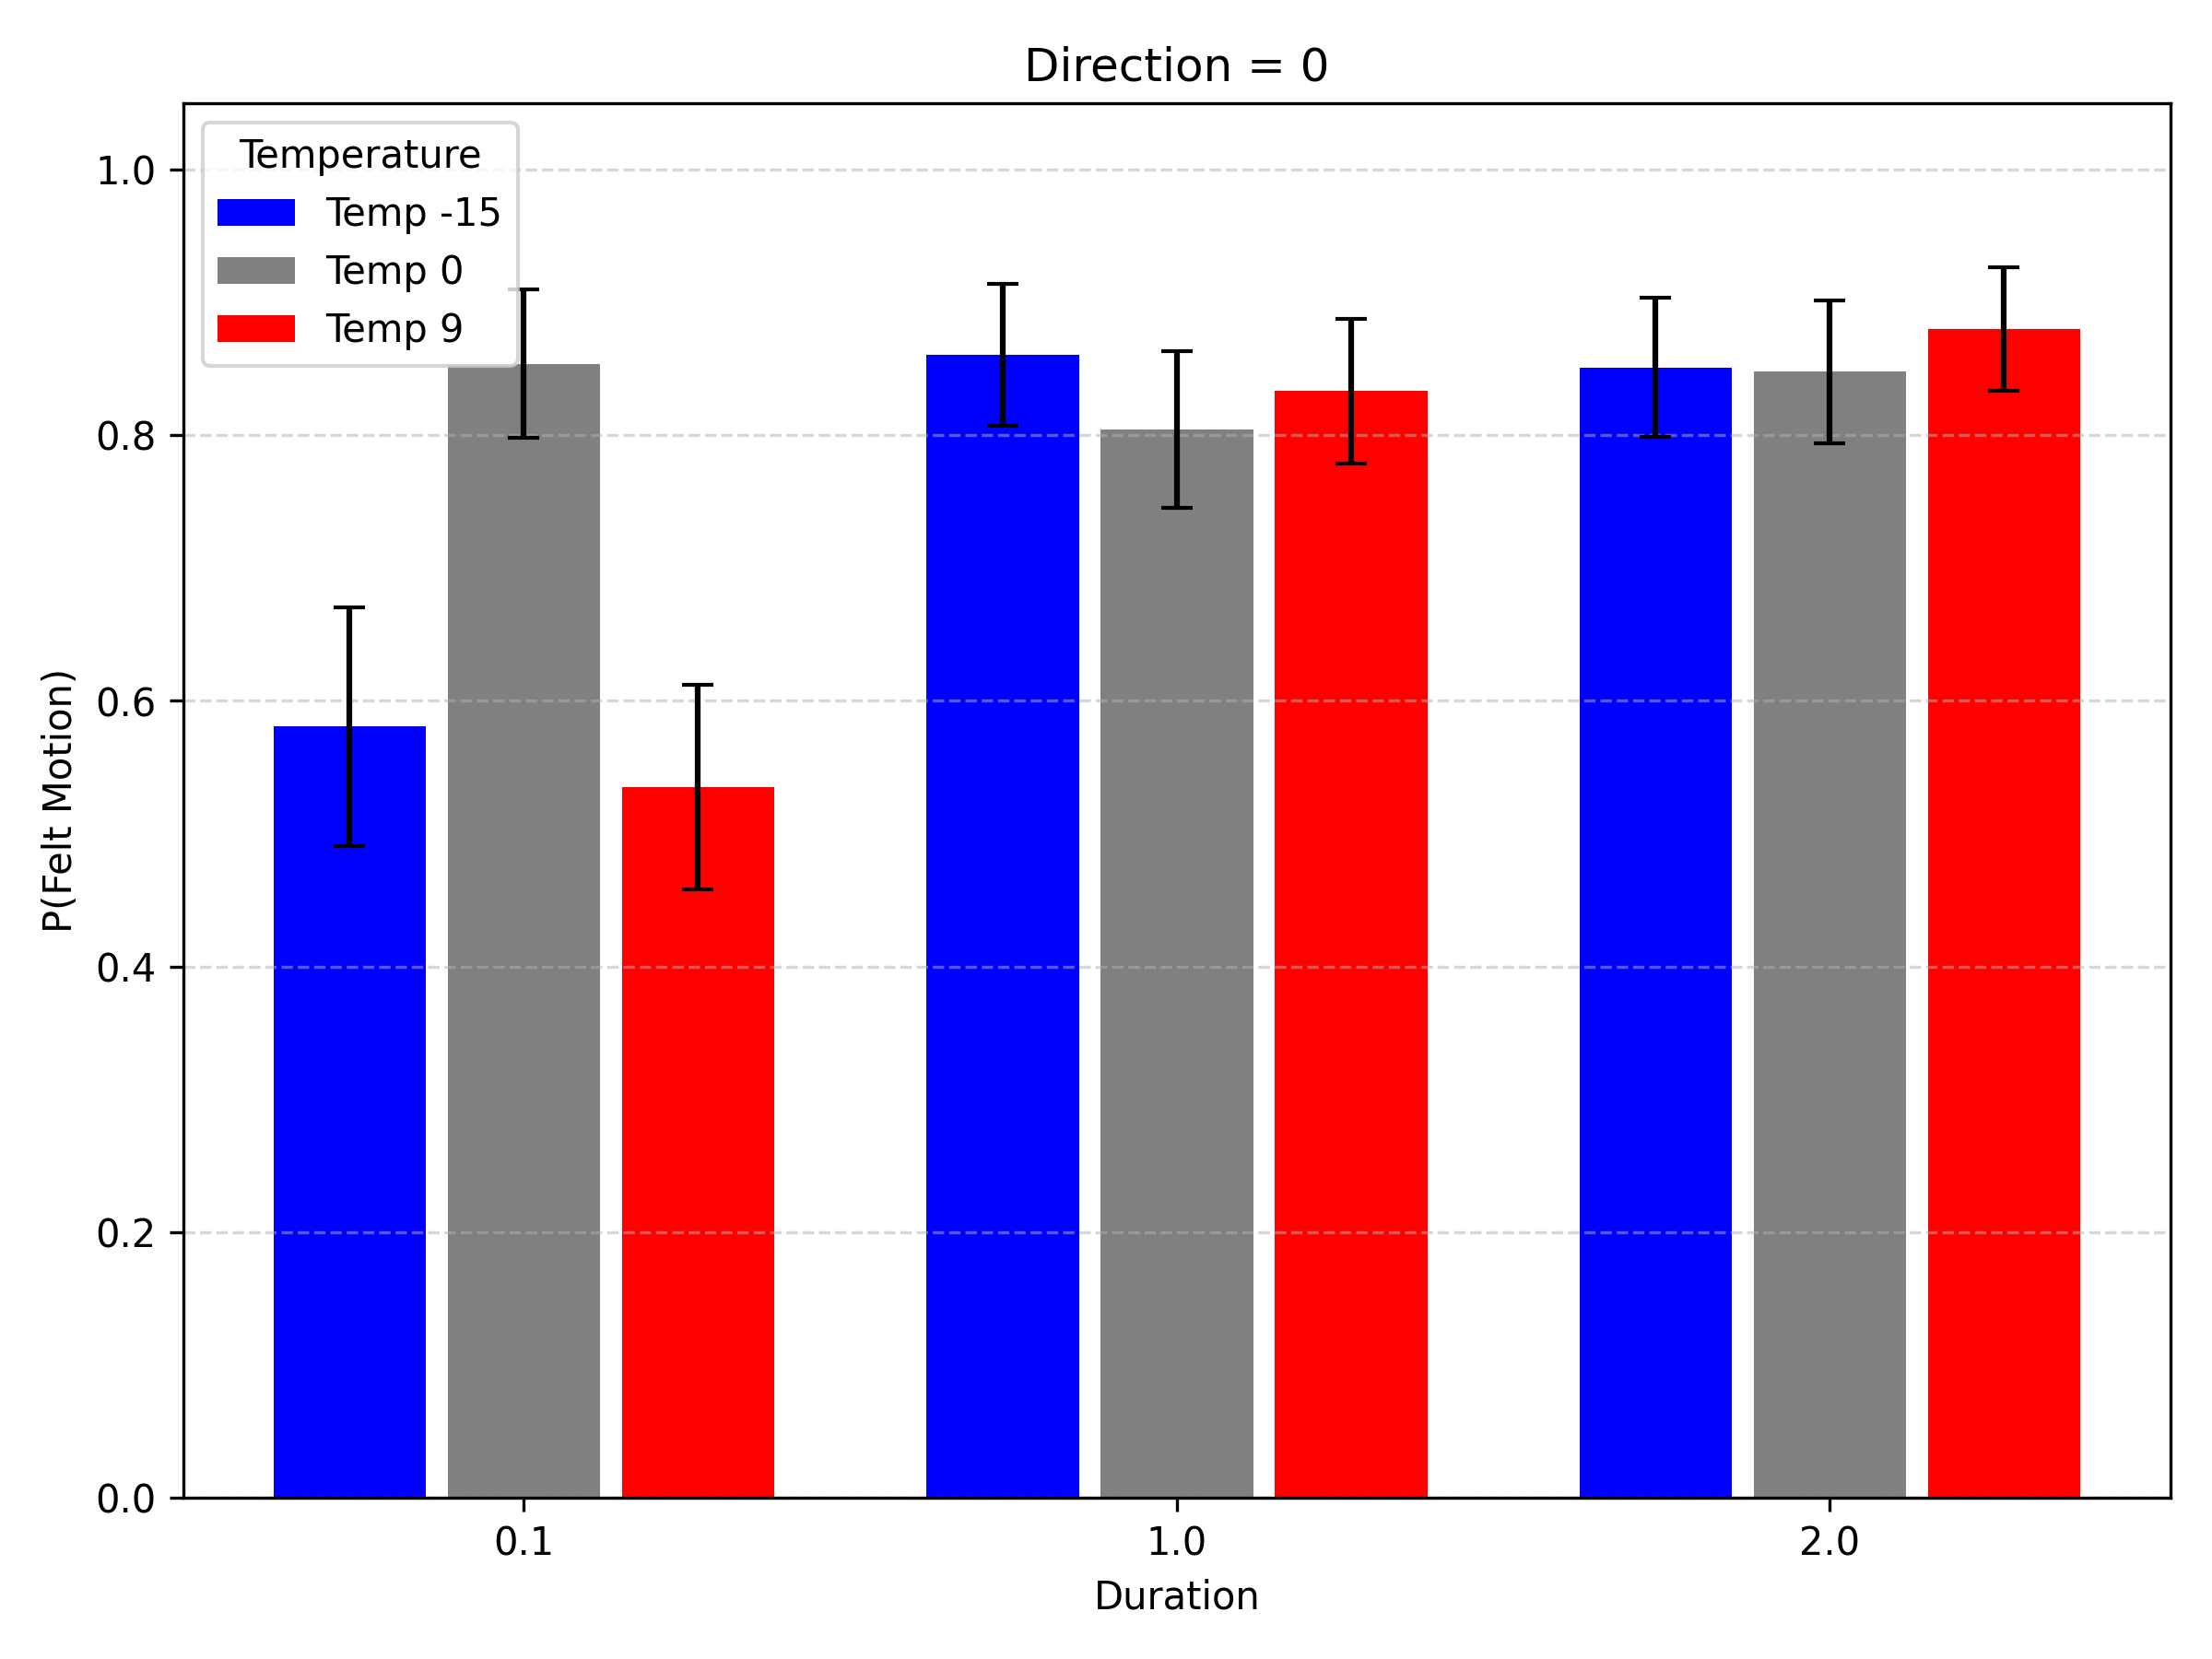 Direction = 0
Temperature
Temp -15
Temp 0
Temp 9
P(Felt Motion)
1.0
0.8
0.6
0.4
0.2
0.0
0.1
1.0
2.0
Duration